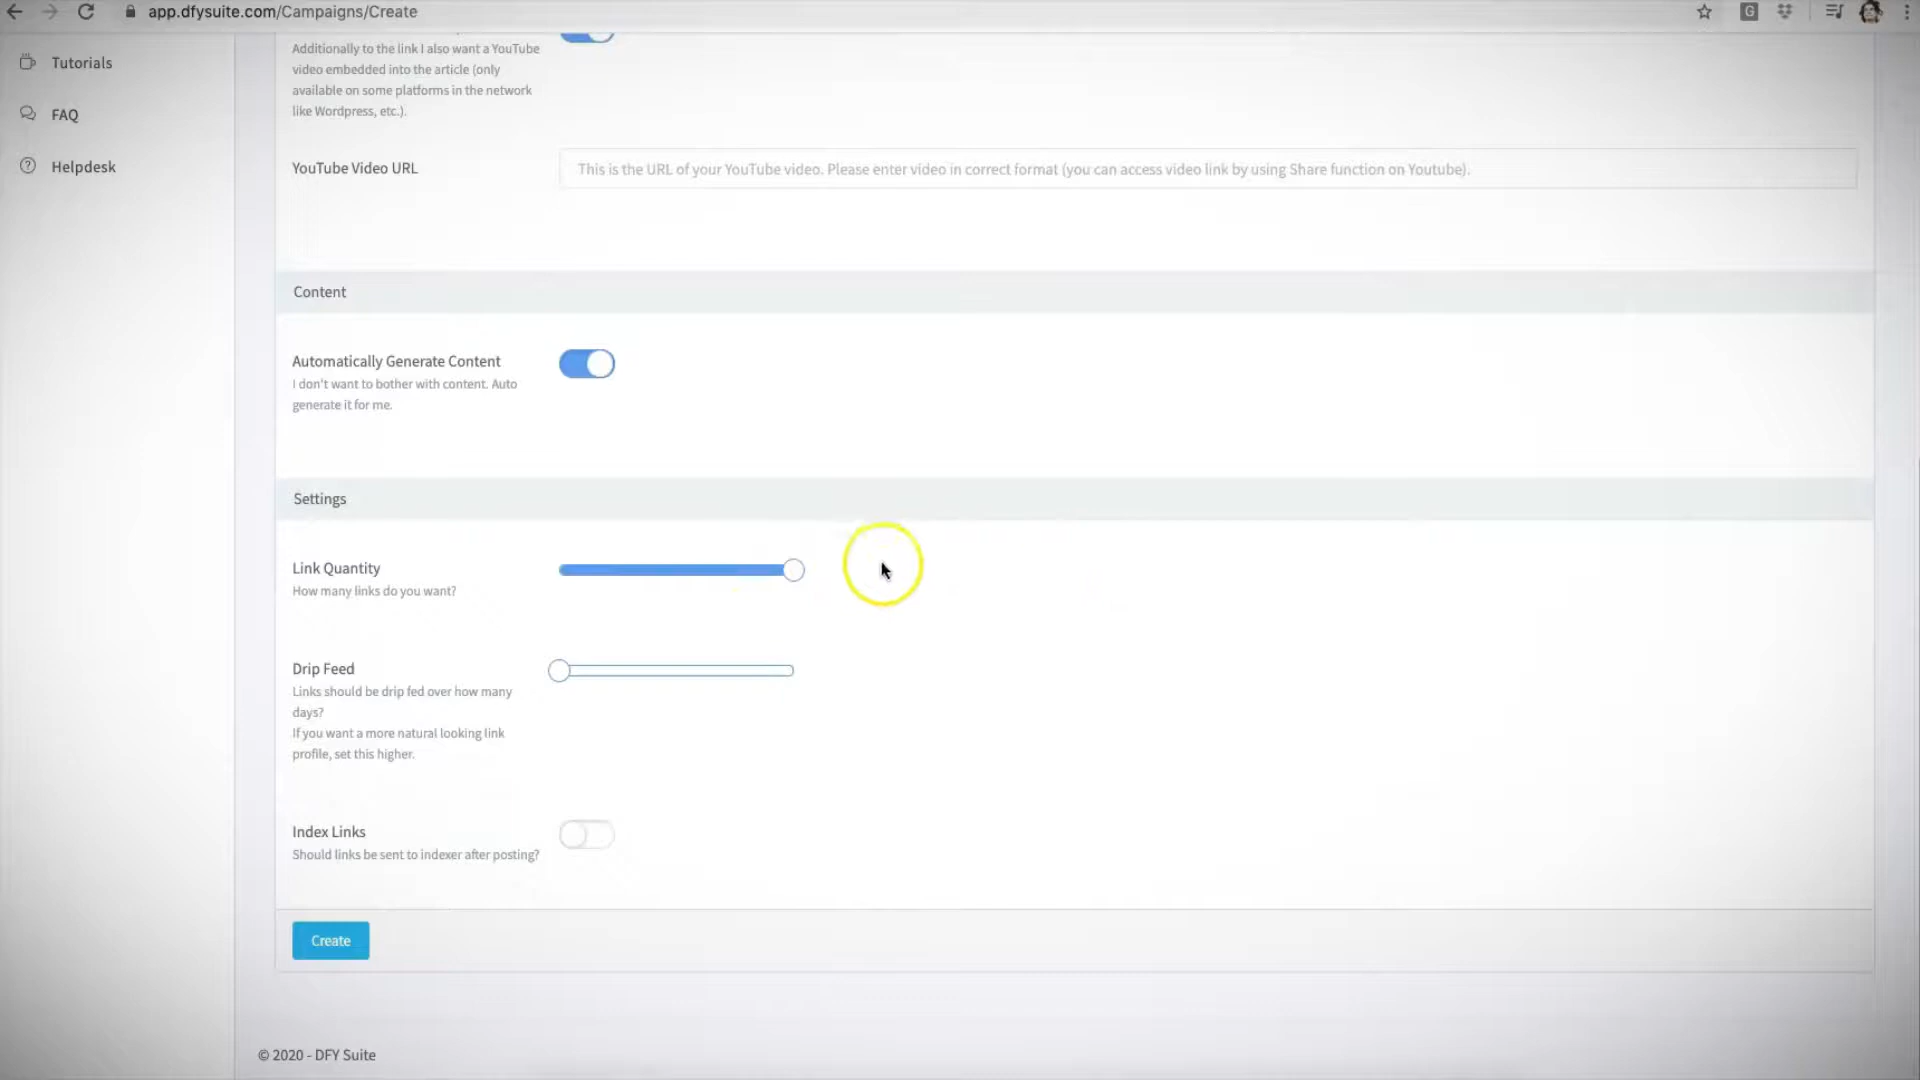 app.dfysuite.com/Campaigns/Create
G
Tutorials
FAQ
Helpdesk
Additionally to the link I also want a YouTube
video embedded into the article (only
available on some platforms in the network
like Wordpress, etc.).
YouTube Video URL
This is the URL of your YouTube video. Please enter video in correct format (you can access video link by using Share function on Youtube).
Content
Automatically Generate Content
I don't want to bother with content. Auto
generate it for me.
Settings
Link Quantity
How many links do you want?
Drip Feed
Links should be drip fed over how many
days?
If you want a more natural looking link
profile, set this higher.
Index Links
Should links be sent to indexer after posting?
Create
© 2020 - DFY Suite